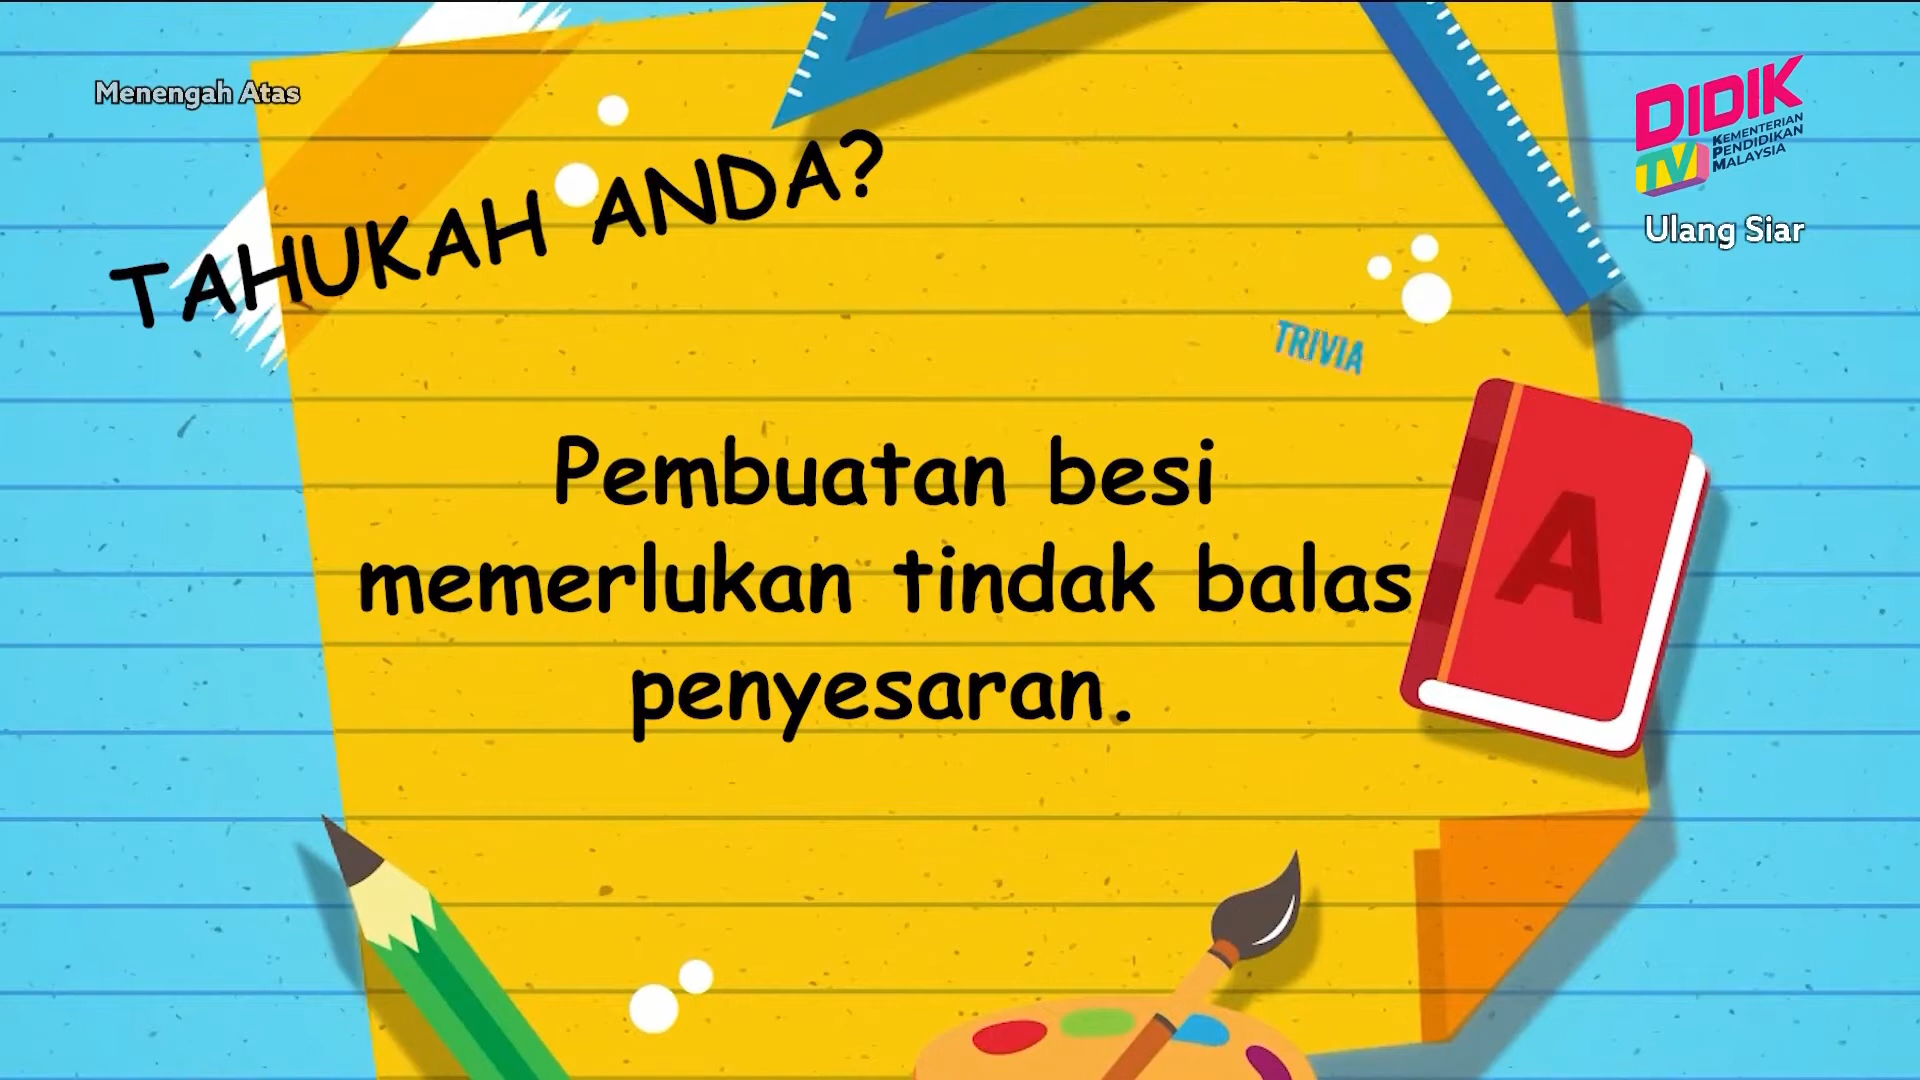 Menengah Atas
DIDIK
TV
KEMENTERIAN
PENDIDIKAN
MALAYSIA
Ulang Siar
TAHUKAH ANDA?
TRIVIA
Pembuatan besi
memerlukan tindak balas
penyesaran.
A